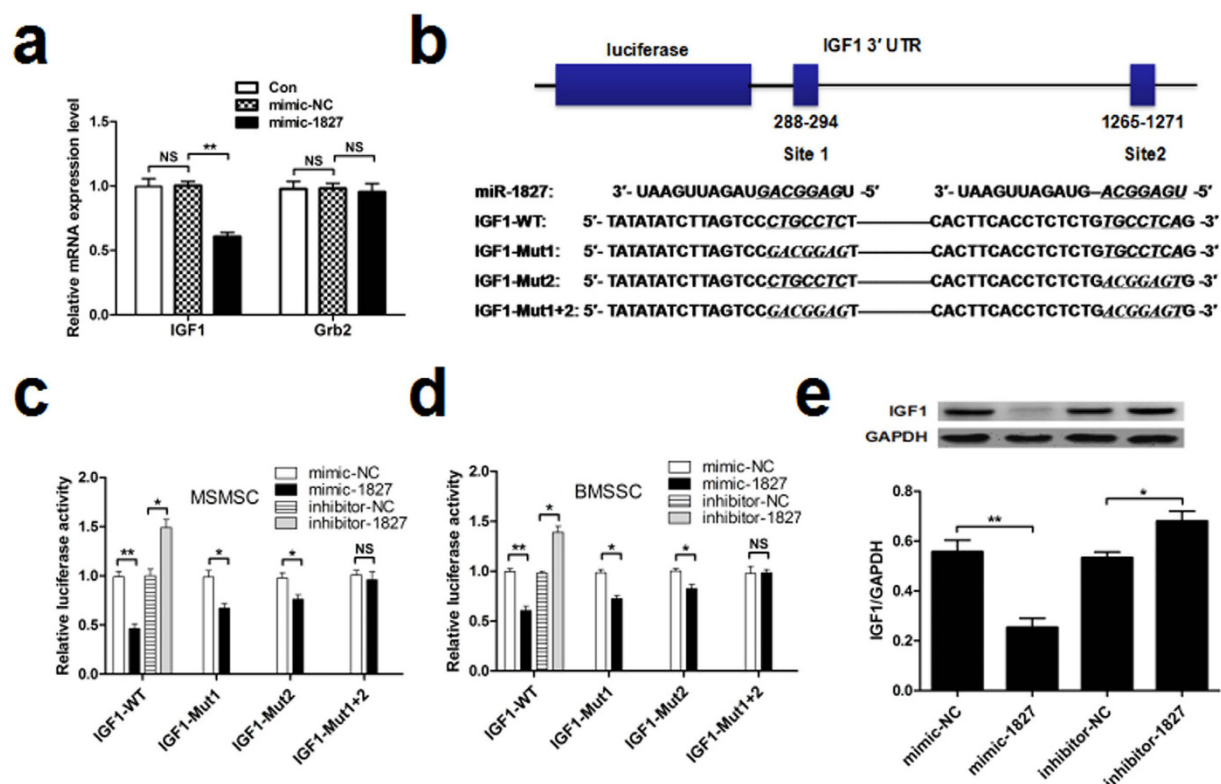 a
Con
mimic-NC
mimic-1827
Relative mRNA expression level
1.5
1.0
0.5
0.0
NS
**
NS
NS
IGF1
Grb2
b
luciferase
IGF1 3′ UTR
288-294
1265-1271
Site 1
Site2
miR-1827: 3′- UAAGUUAGAUGACGGAGU -5′ 3′- UAAGUUAGAUG–ACGGAGU -5′
IGF1-WT: 5′- TATATATCTTAGTCCCTGCCTCT———CACTTCACCTCTCTGTGCCTCAG -3′
IGF1-Mut1: 5′- TATATATCTTAGTCCGACGGAGT———CACTTCACCTCTCTGTGCCTCAG -3′
IGF1-Mut2: 5′- TATATATCTTAGTCCCTGCCTCT———CACTTCACCTCTCTGACGGAGTG -3′
IGF1-Mut1+2: 5′- TATATATCTTAGTCCGACGGAGT———CACTTCACCTCTCTGACGGAGTG -3′
c
MSMSC
mimic-NC
mimic-1827
inhibitor-NC
inhibitor-1827
Relative luciferase activity
2.0
1.5
1.0
0.5
0.0
**
*
*
*
NS
IGF1-WT
IGF1-Mut1
IGF1-Mut2
IGF1-Mut1+2
d
BMSSC
mimic-NC
mimic-1827
inhibitor-NC
inhibitor-1827
Relative luciferase activity
2.0
1.5
1.0
0.5
0.0
**
*
*
*
NS
IGF1-WT
IGF1-Mut1
IGF1-Mut2
IGF1-Mut1+2
e
IGF1
GAPDH
IGF1/GAPDH
0.8
0.6
0.4
0.2
0.0
**
*
mimic-NC
mimic-1827
inhibitor-NC
inhibitor-1827